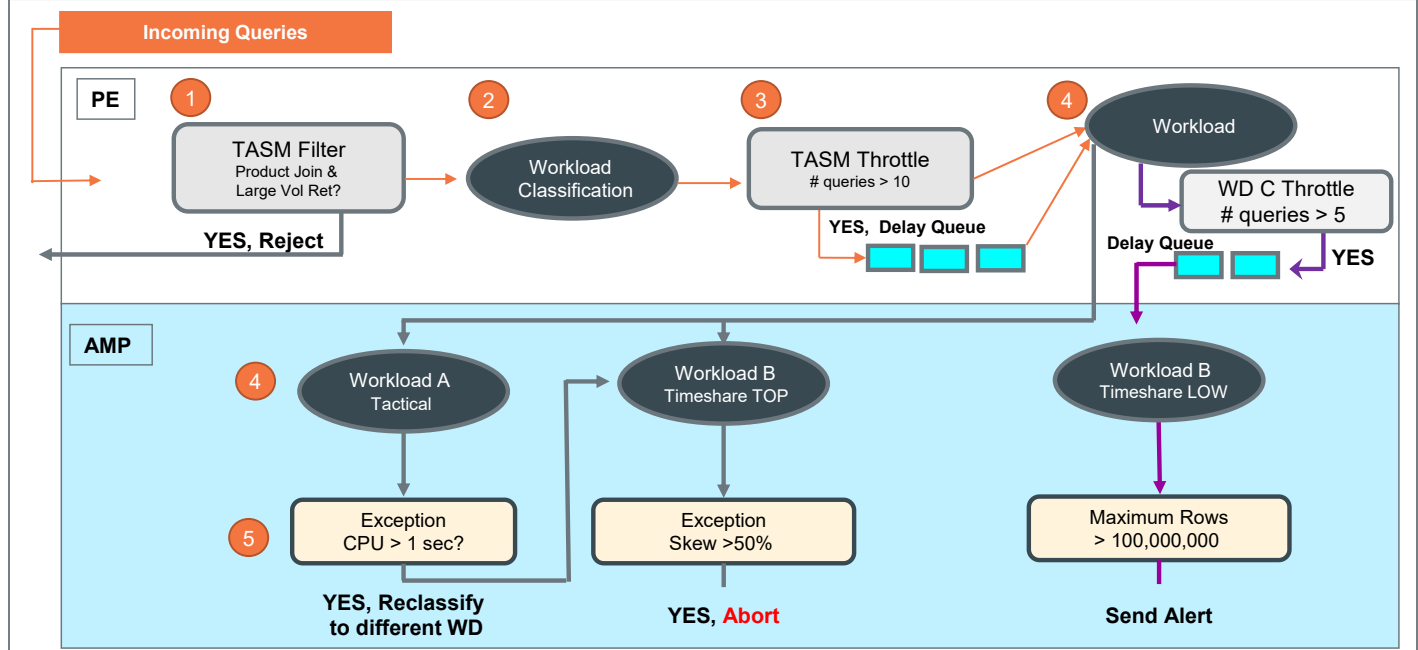 Incoming Queries
PE
1
2
3
4
TASM Filter
Product Join &
Large Vol Ret?
YES, Reject
Workload
Classification
TASM Throttle
# queries > 10
YES, Delay Queue
Workload
WD C Throttle
# queries > 5
Delay Queue
YES
AMP
4
Workload A
Tactical
Workload B
Timeshare TOP
Workload B
Timeshare LOW
5
Exception
CPU > 1 sec?
Exception
Skew >50%
Maximum Rows
> 100,000,000
YES, Reclassify
to different WD
YES, Abort
Send Alert